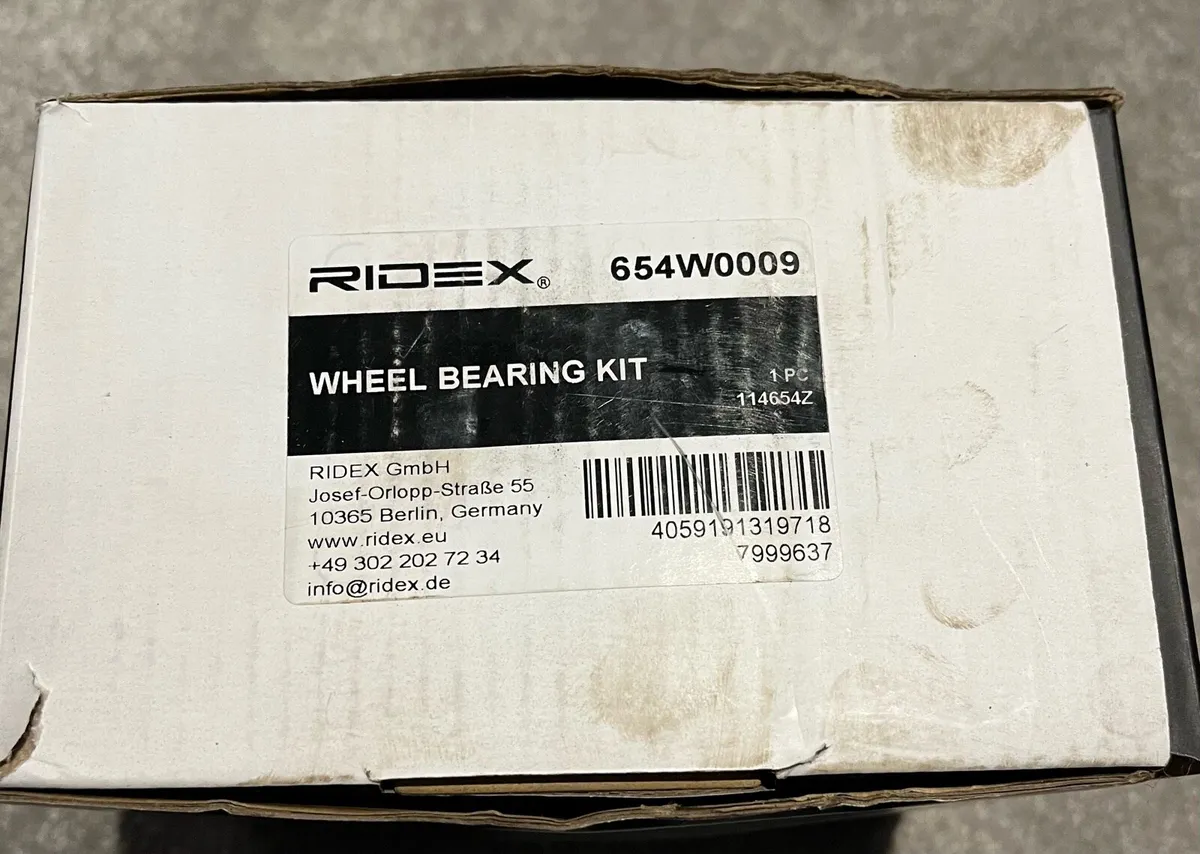 RIDEX® 654W0009
WHEEL BEARING KIT
1 PC
114654Z
RIDEX GmbH
Josef-Orlopp-Straße 55
10365 Berlin, Germany
www.ridex.eu
+49 302 202 72 34
info@ridex.de
4059191319718
7999637